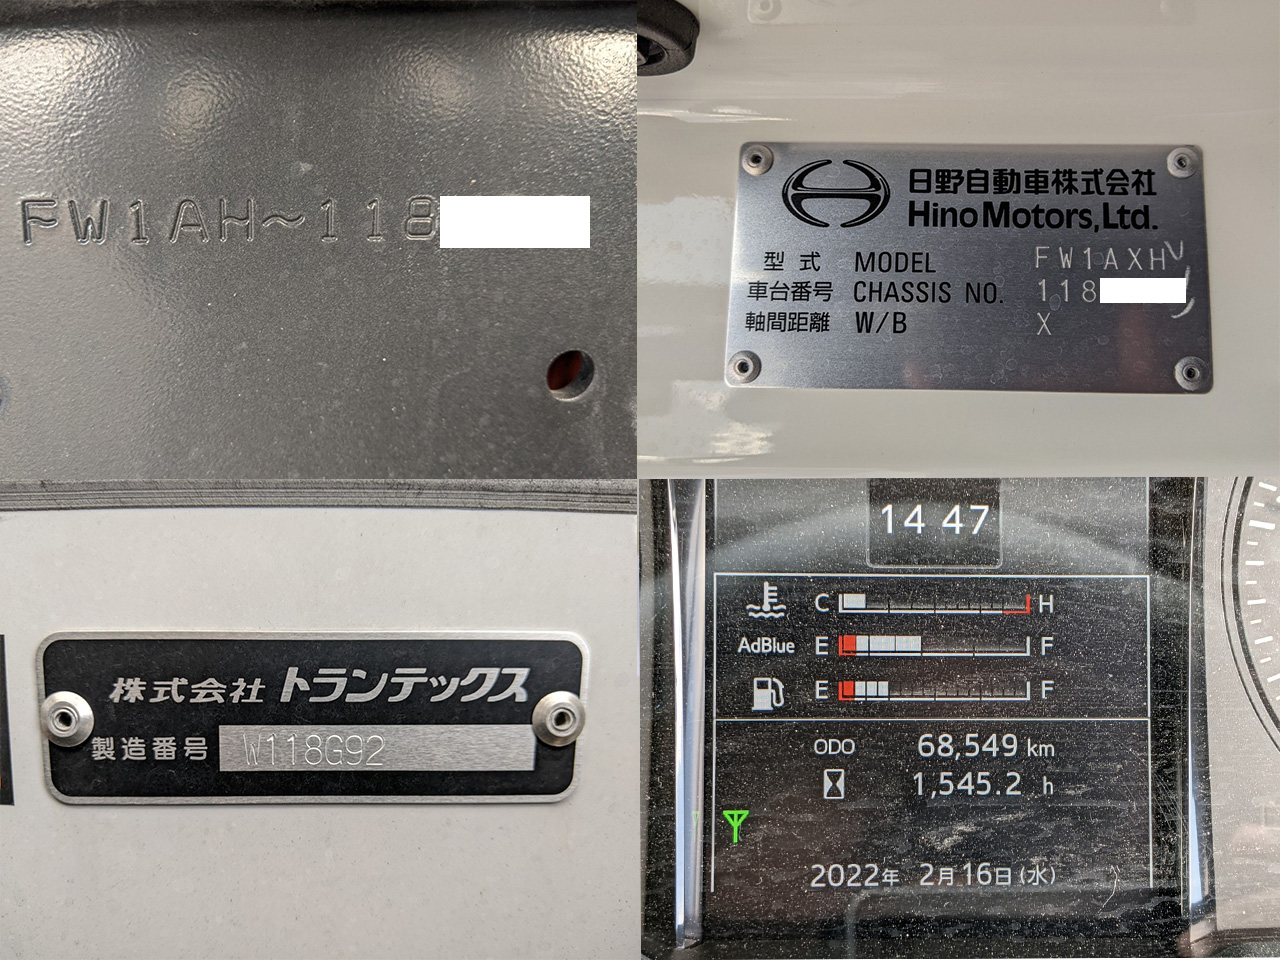 FW1AH~118
日野自動車株式会社
Hino Motors,Ltd.
型式 MODEL FW1AXH
車台番号 CHASSIS NO. 118
軸間距離 W/B X
株式会社 トランテックス
製造番号 W118G92
14 47
C H
AdBlue E F
E F
ODO 68,549 km
1,545.2 h
2022年 2月16日(水)